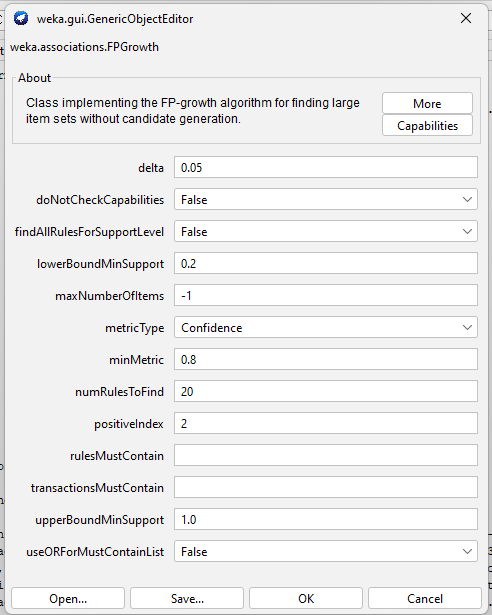 weka.gui.GenericObjectEditor
weka.associations.FPGrowth
About
Class implementing the FP-growth algorithm for finding large
item sets without candidate generation.
More
Capabilities
delta 0.05
doNotCheckCapabilities False
findAllRulesForSupportLevel False
lowerBoundMinSupport 0.2
maxNumberOfItems -1
metricType Confidence
minMetric 0.8
numRulesToFind 20
positiveIndex 2
rulesMustContain
transactionsMustContain
upperBoundMinSupport 1.0
useORForMustContainList False
Open... Save... OK Cancel